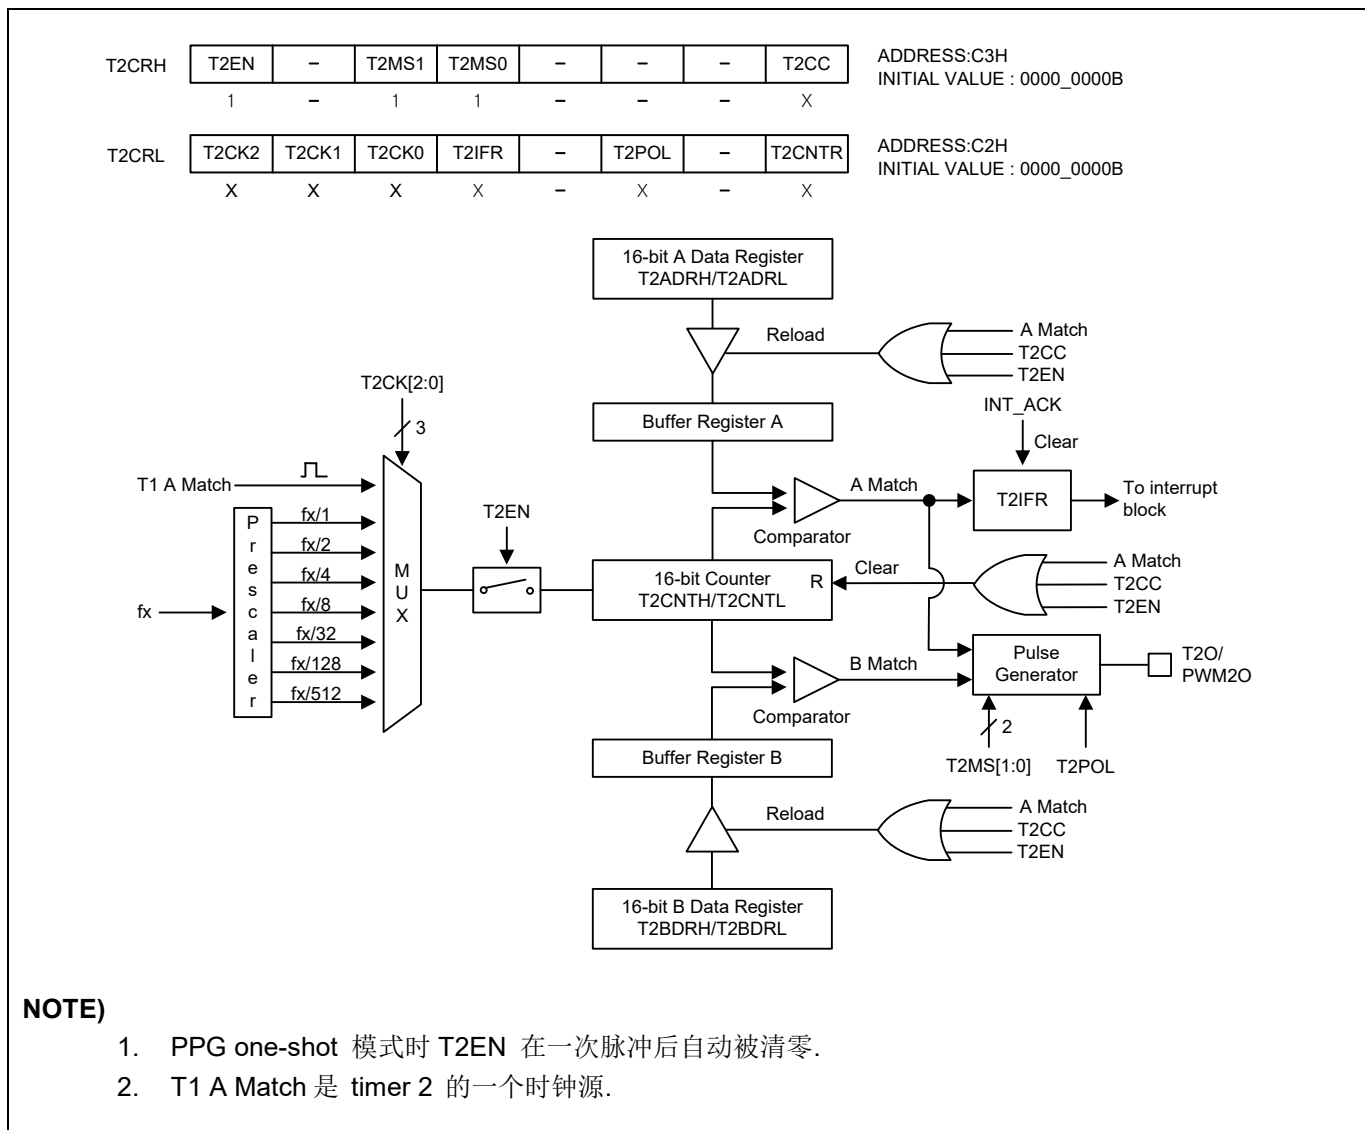 T2CRH T2EN – T2MS1 T2MS0 – – – T2CC ADDRESS:C3H
INITIAL VALUE : 0000_0000B
1 – 1 1 – – – X
T2CRL T2CK2 T2CK1 T2CK0 T2IFR – T2POL – T2CNTR ADDRESS:C2H
INITIAL VALUE : 0000_0000B
X X X X – X – X
16-bit A Data Register
T2ADRH/T2ADRL
Reload
A Match
T2CC
T2EN
T2CK[2:0]
3
Buffer Register A
INT_ACK
Clear
T1 A Match
A Match
T2IFR
To interrupt
block
Comparator
Prescaler
fx/1
fx/2
fx/4
fx/8
fx/32
fx/128
fx/512
fx
MUX
T2EN
16-bit Counter
T2CNTH/T2CNTL
R
Clear
A Match
T2CC
T2EN
B Match
Comparator
Pulse
Generator
T2O/
PWM2O
2
T2MS[1:0]
T2POL
Buffer Register B
Reload
A Match
T2CC
T2EN
16-bit B Data Register
T2BDRH/T2BDRL
NOTE)
1. PPG one-shot 模式时 T2EN 在一次脉冲后自动被清零.
2. T1 A Match 是 timer 2 的一个时钟源.